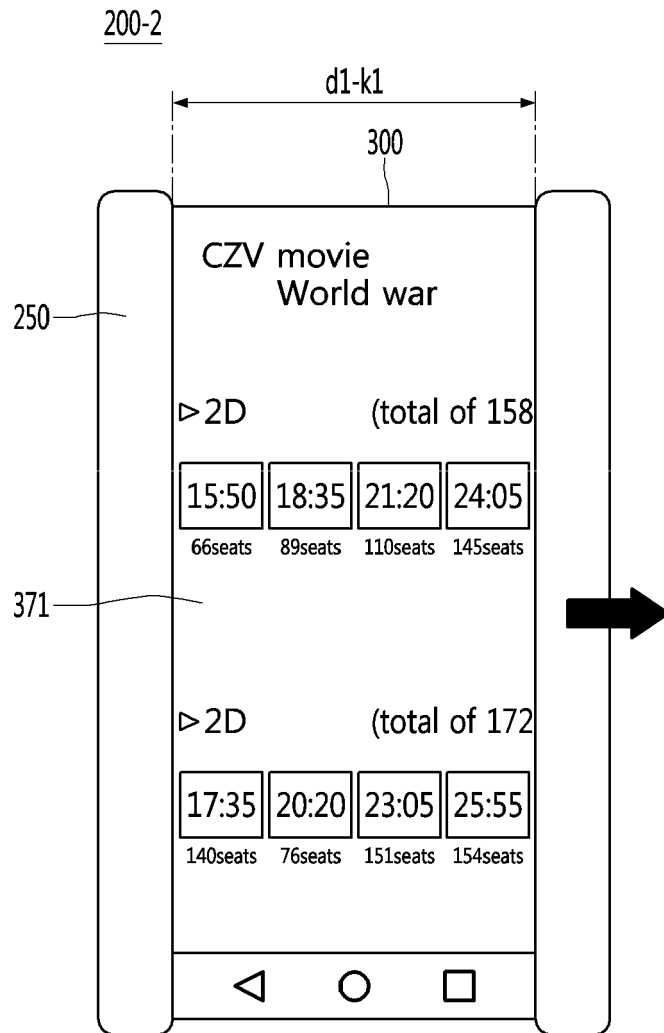 200-2
d1-k1
300
CZV movie
World war
250
▷2D (total of 158
15:50 18:35 21:20 24:05
66seats 89seats 110seats 145seats
371
▷2D (total of 172
17:35 20:20 23:05 25:55
140seats 76seats 151seats 154seats